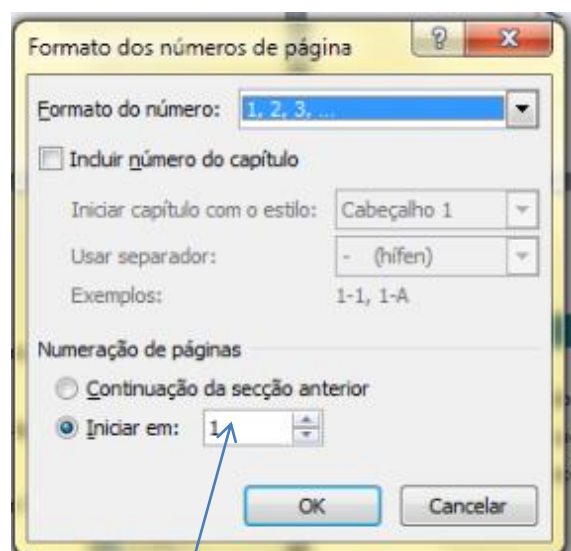 Formato dos números de página
Formato do número: 1, 2, 3, ...
Incluir número do capítulo
Iniciar capítulo com o estilo: Cabeçalho 1
Usar separador: - (hífen)
Exemplos: 1-1, 1-A
Numeração de páginas
Continuação da secção anterior
Iniciar em: 1
OK Cancelar